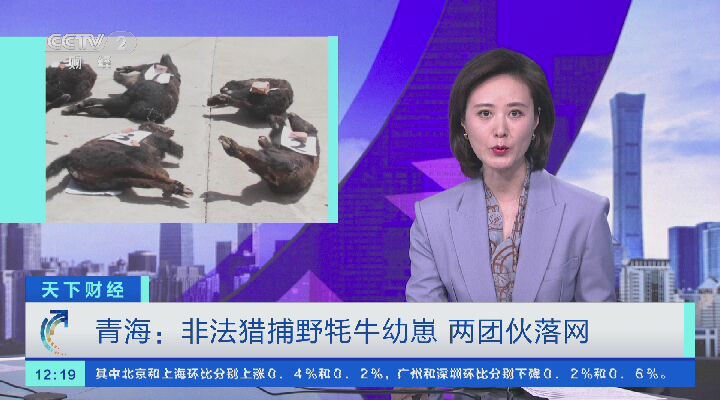 CCTV 2
财经
天下财经
青海：非法猎捕野牦牛幼崽 两团伙落网
12:19 其中北京和上海环比分别上涨0．4%和0．2%，广州和深圳环比分别下降0．2%和0．6%。